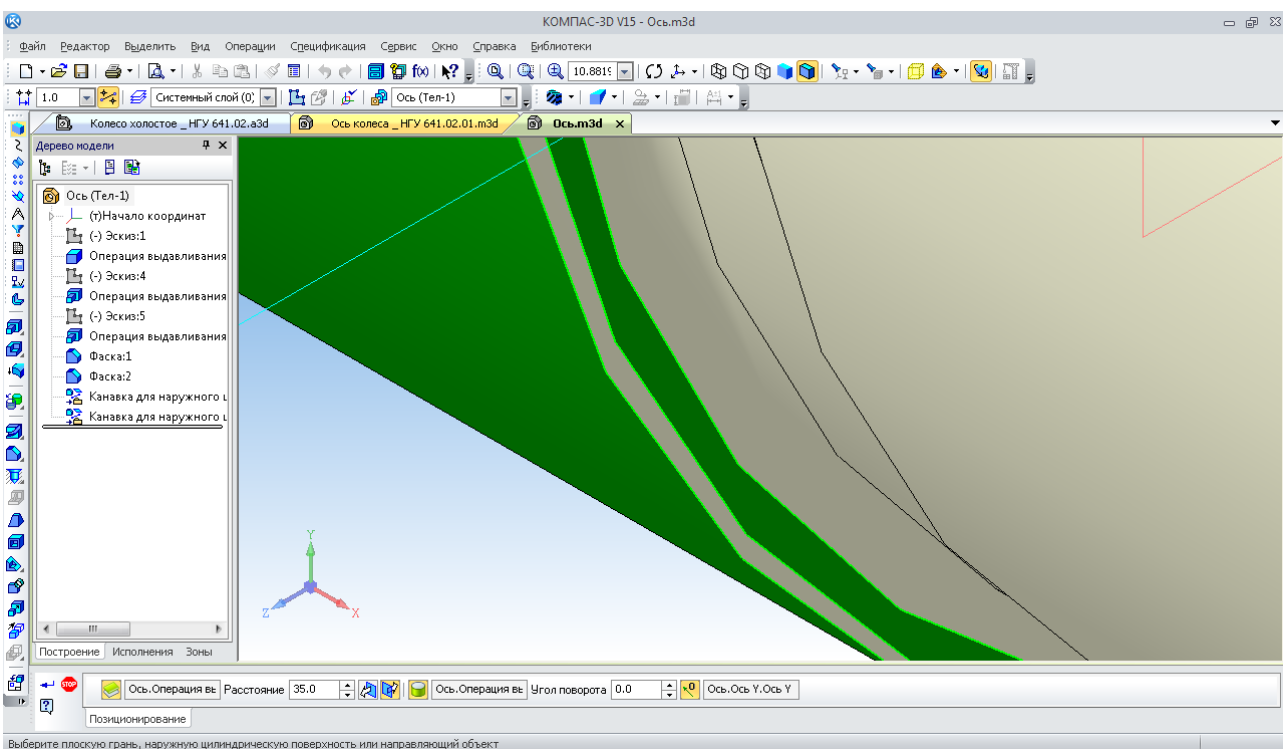 КОМПАС-3D V15 - Ось.m3d
Файл Редактор Выделить Вид Операции Спецификация Сервис Окно Справка Библиотеки
f(x) 10.8819
1.0 Системный слой (0) Ось (Тел-1)
Колесо холостое _НГУ 641.02.a3d Ось колеса _ НГУ 641.02.01.m3d Ось.m3d
Дерево модели
Ось (Тел-1)
(т)Начало координат
(-) Эскиз:1
Операция выдавливания
(-) Эскиз:4
Операция выдавливания
(-) Эскиз:5
Операция выдавливания
Фаска:1
Фаска:2
Канавка для наружного ц
Канавка для наружного ц
Y
Z X
Построение Исполнения Зоны
STOP Ось.Операция вы Расстояние 35.0 Ось.Операция вы Угол поворота 0.0 Ось.Ось Y.Ось Y
Позиционирование
Выберите плоскую грань, наружную цилиндрическую поверхность или направляющий объект